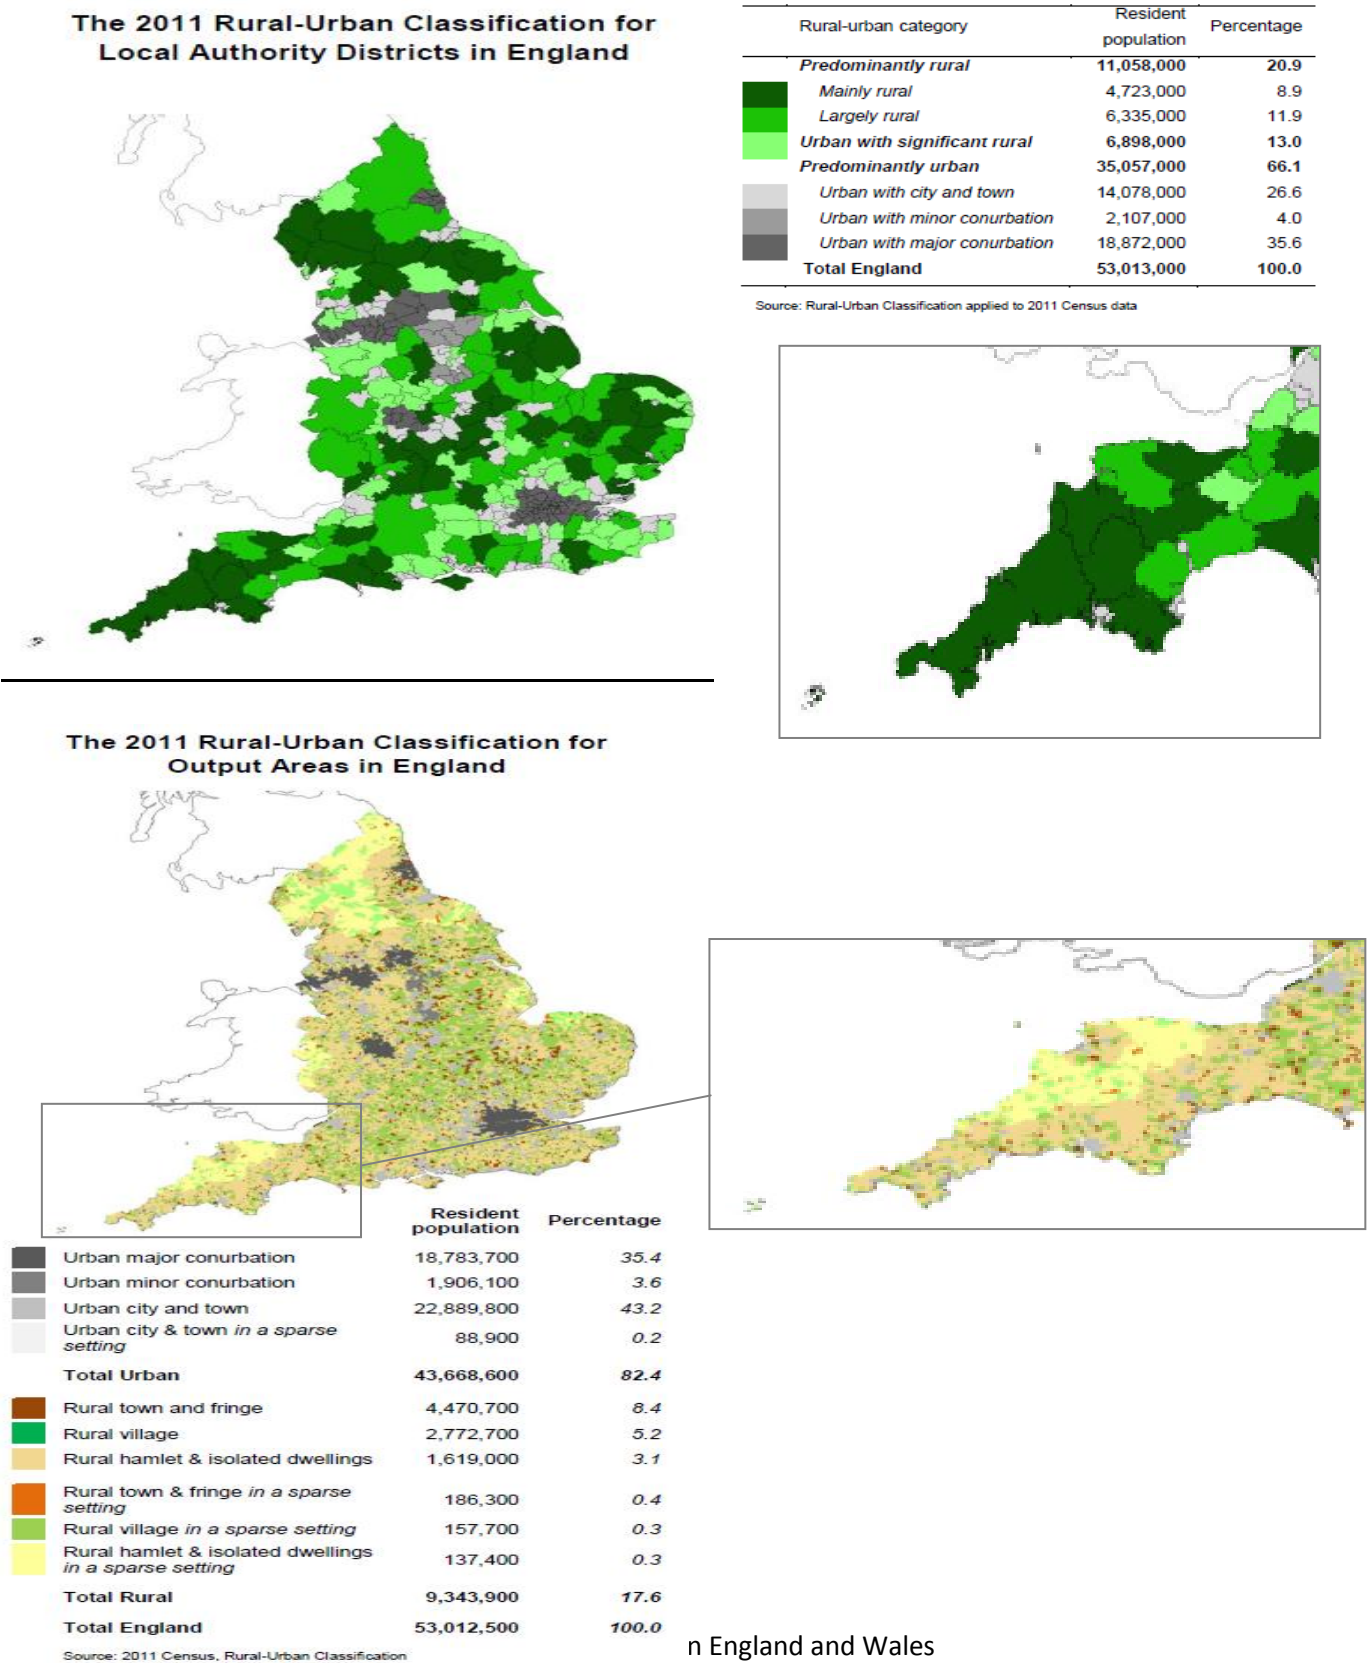 The 2011 Rural-Urban Classification for
Local Authority Districts in England
Rural-urban category Resident population Percentage
Predominantly rural 11,058,000 20.9
Mainly rural 4,723,000 8.9
Largely rural 6,335,000 11.9
Urban with significant rural 6,898,000 13.0
Predominantly urban 35,057,000 66.1
Urban with city and town 14,078,000 26.6
Urban with minor conurbation 2,107,000 4.0
Urban with major conurbation 18,872,000 35.6
Total England 53,013,000 100.0
Source: Rural-Urban Classification applied to 2011 Census data
The 2011 Rural-Urban Classification for
Output Areas in England
Resident population Percentage
Urban major conurbation 18,783,700 35.4
Urban minor conurbation 1,906,100 3.6
Urban city and town 22,889,800 43.2
Urban city & town in a sparse
setting 88,900 0.2
Total Urban 43,668,600 82.4
Rural town and fringe 4,470,700 8.4
Rural village 2,772,700 5.2
Rural hamlet & isolated dwellings 1,619,000 3.1
Rural town & fringe in a sparse
setting 186,300 0.4
Rural village in a sparse setting 157,700 0.3
Rural hamlet & isolated dwellings
in a sparse setting 137,400 0.3
Total Rural 9,343,900 17.6
Total England 53,012,500 100.0
Source: 2011 Census, Rural-Urban Classification
n England and Wales